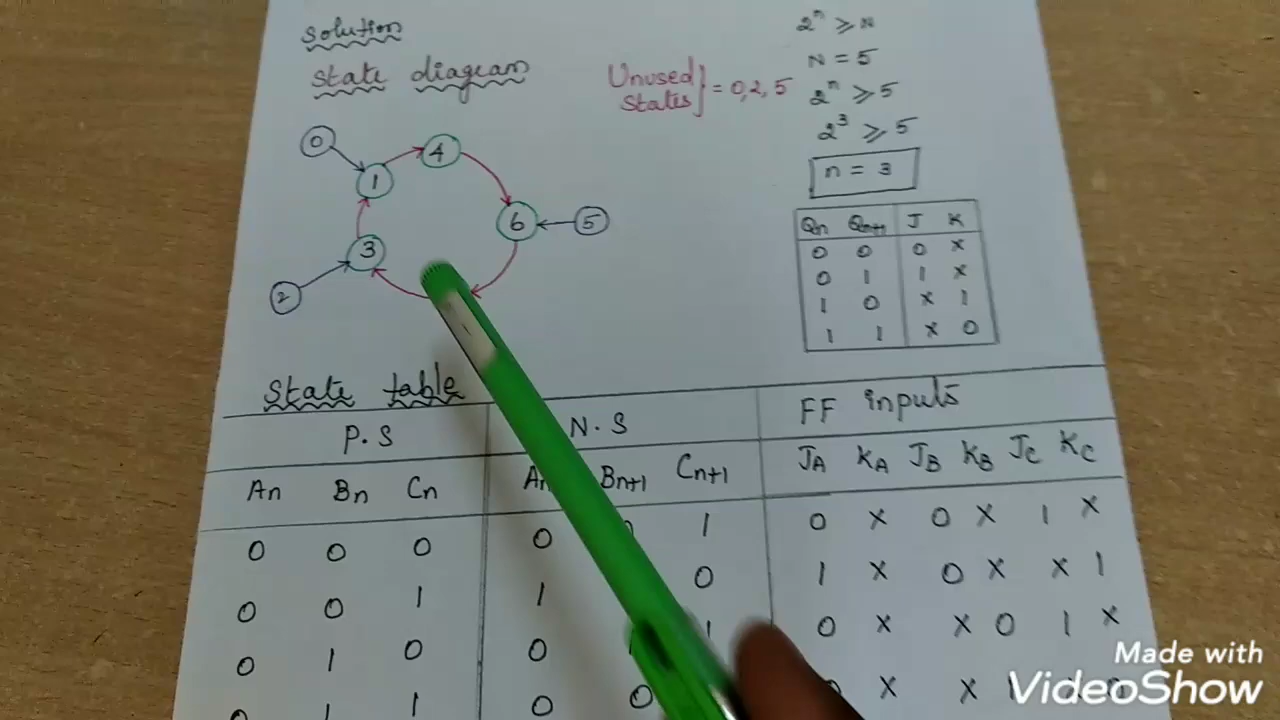 Solution
2ⁿ ≥ N
N = 5
State diagram
Unused
States } = 0,2,5
2ⁿ ≥ 5
2³ ≥ 5
n = 3
0
4
1
6
5
3
2
Qn Qn+1 J K
0 0 0 x
0 1 1 x
1 0 x 1
1 1 x 0
State table
P.S N.S FF inputs
An Bn Cn An Bn+1 Cn+1 JA KA JB KB JC KC
0 0 0 0 1 0 x 0 x 1 x
0 0 1 1 0 1 x 0 x x 1
0 1 0 0 1 0 x x 0 1 x
0 1 1 0 0 x x 1
Made with
VideoShow